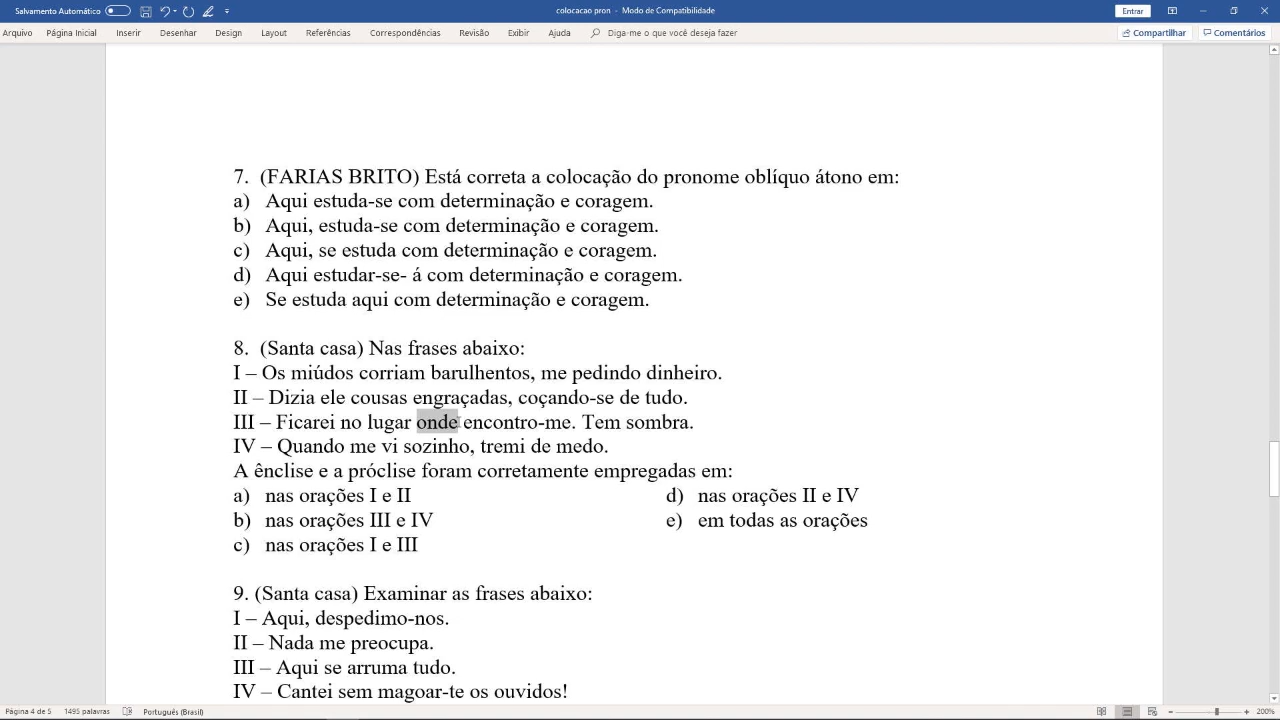 Salvamento Automático
colocacao pron - Modo de Compatibilidade
Entrar
Arquivo Página Inicial Inserir Desenhar Design Layout Referências Correspondências Revisão Exibir Ajuda Diga-me o que você deseja fazer Compartilhar Comentários
7. (FARIAS BRITO) Está correta a colocação do pronome oblíquo átono em:
a) Aqui estuda-se com determinação e coragem.
b) Aqui, estuda-se com determinação e coragem.
c) Aqui, se estuda com determinação e coragem.
d) Aqui estudar-se- á com determinação e coragem.
e) Se estuda aqui com determinação e coragem.
8. (Santa casa) Nas frases abaixo:
I – Os miúdos corriam barulhentos, me pedindo dinheiro.
II – Dizia ele cousas engraçadas, coçando-se de tudo.
III – Ficarei no lugar onde encontro-me. Tem sombra.
IV – Quando me vi sozinho, tremi de medo.
A ênclise e a próclise foram corretamente empregadas em:
a) nas orações I e II
d) nas orações II e IV
b) nas orações III e IV
e) em todas as orações
c) nas orações I e III
9. (Santa casa) Examinar as frases abaixo:
I – Aqui, despedimo-nos.
II – Nada me preocupa.
III – Aqui se arruma tudo.
IV – Cantei sem magoar-te os ouvidos!
Página 4 de 5 1495 palavras Português (Brasil) 200%